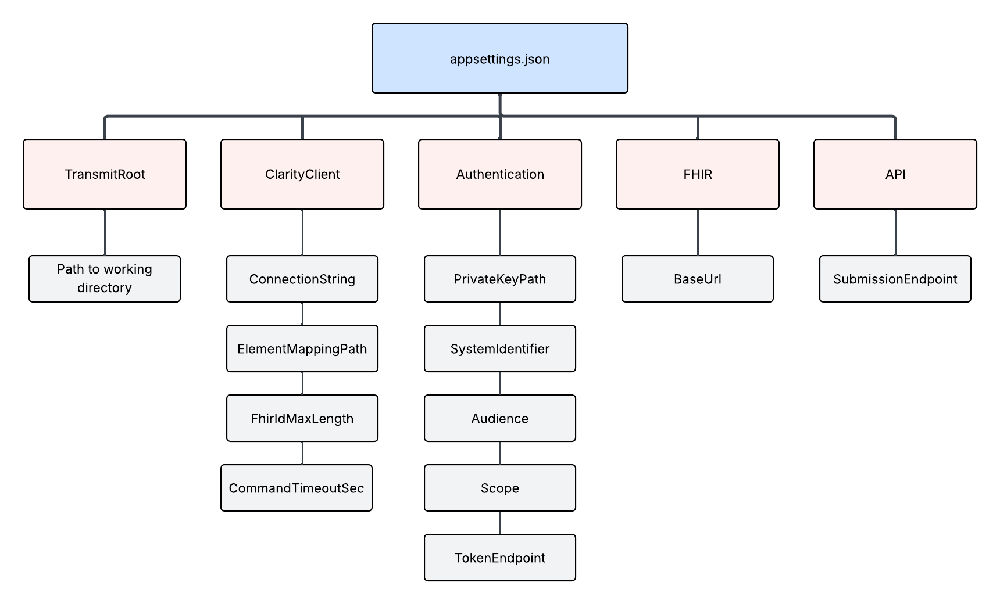 appsettings.json
TransmitRoot
ClarityClient
Authentication
FHIR
API
Path to working
directory
ConnectionString
PrivateKeyPath
BaseUrl
SubmissionEndpoint
ElementMappingPath
SystemIdentifier
FhirIdMaxLength
Audience
CommandTimeoutSec
Scope
TokenEndpoint